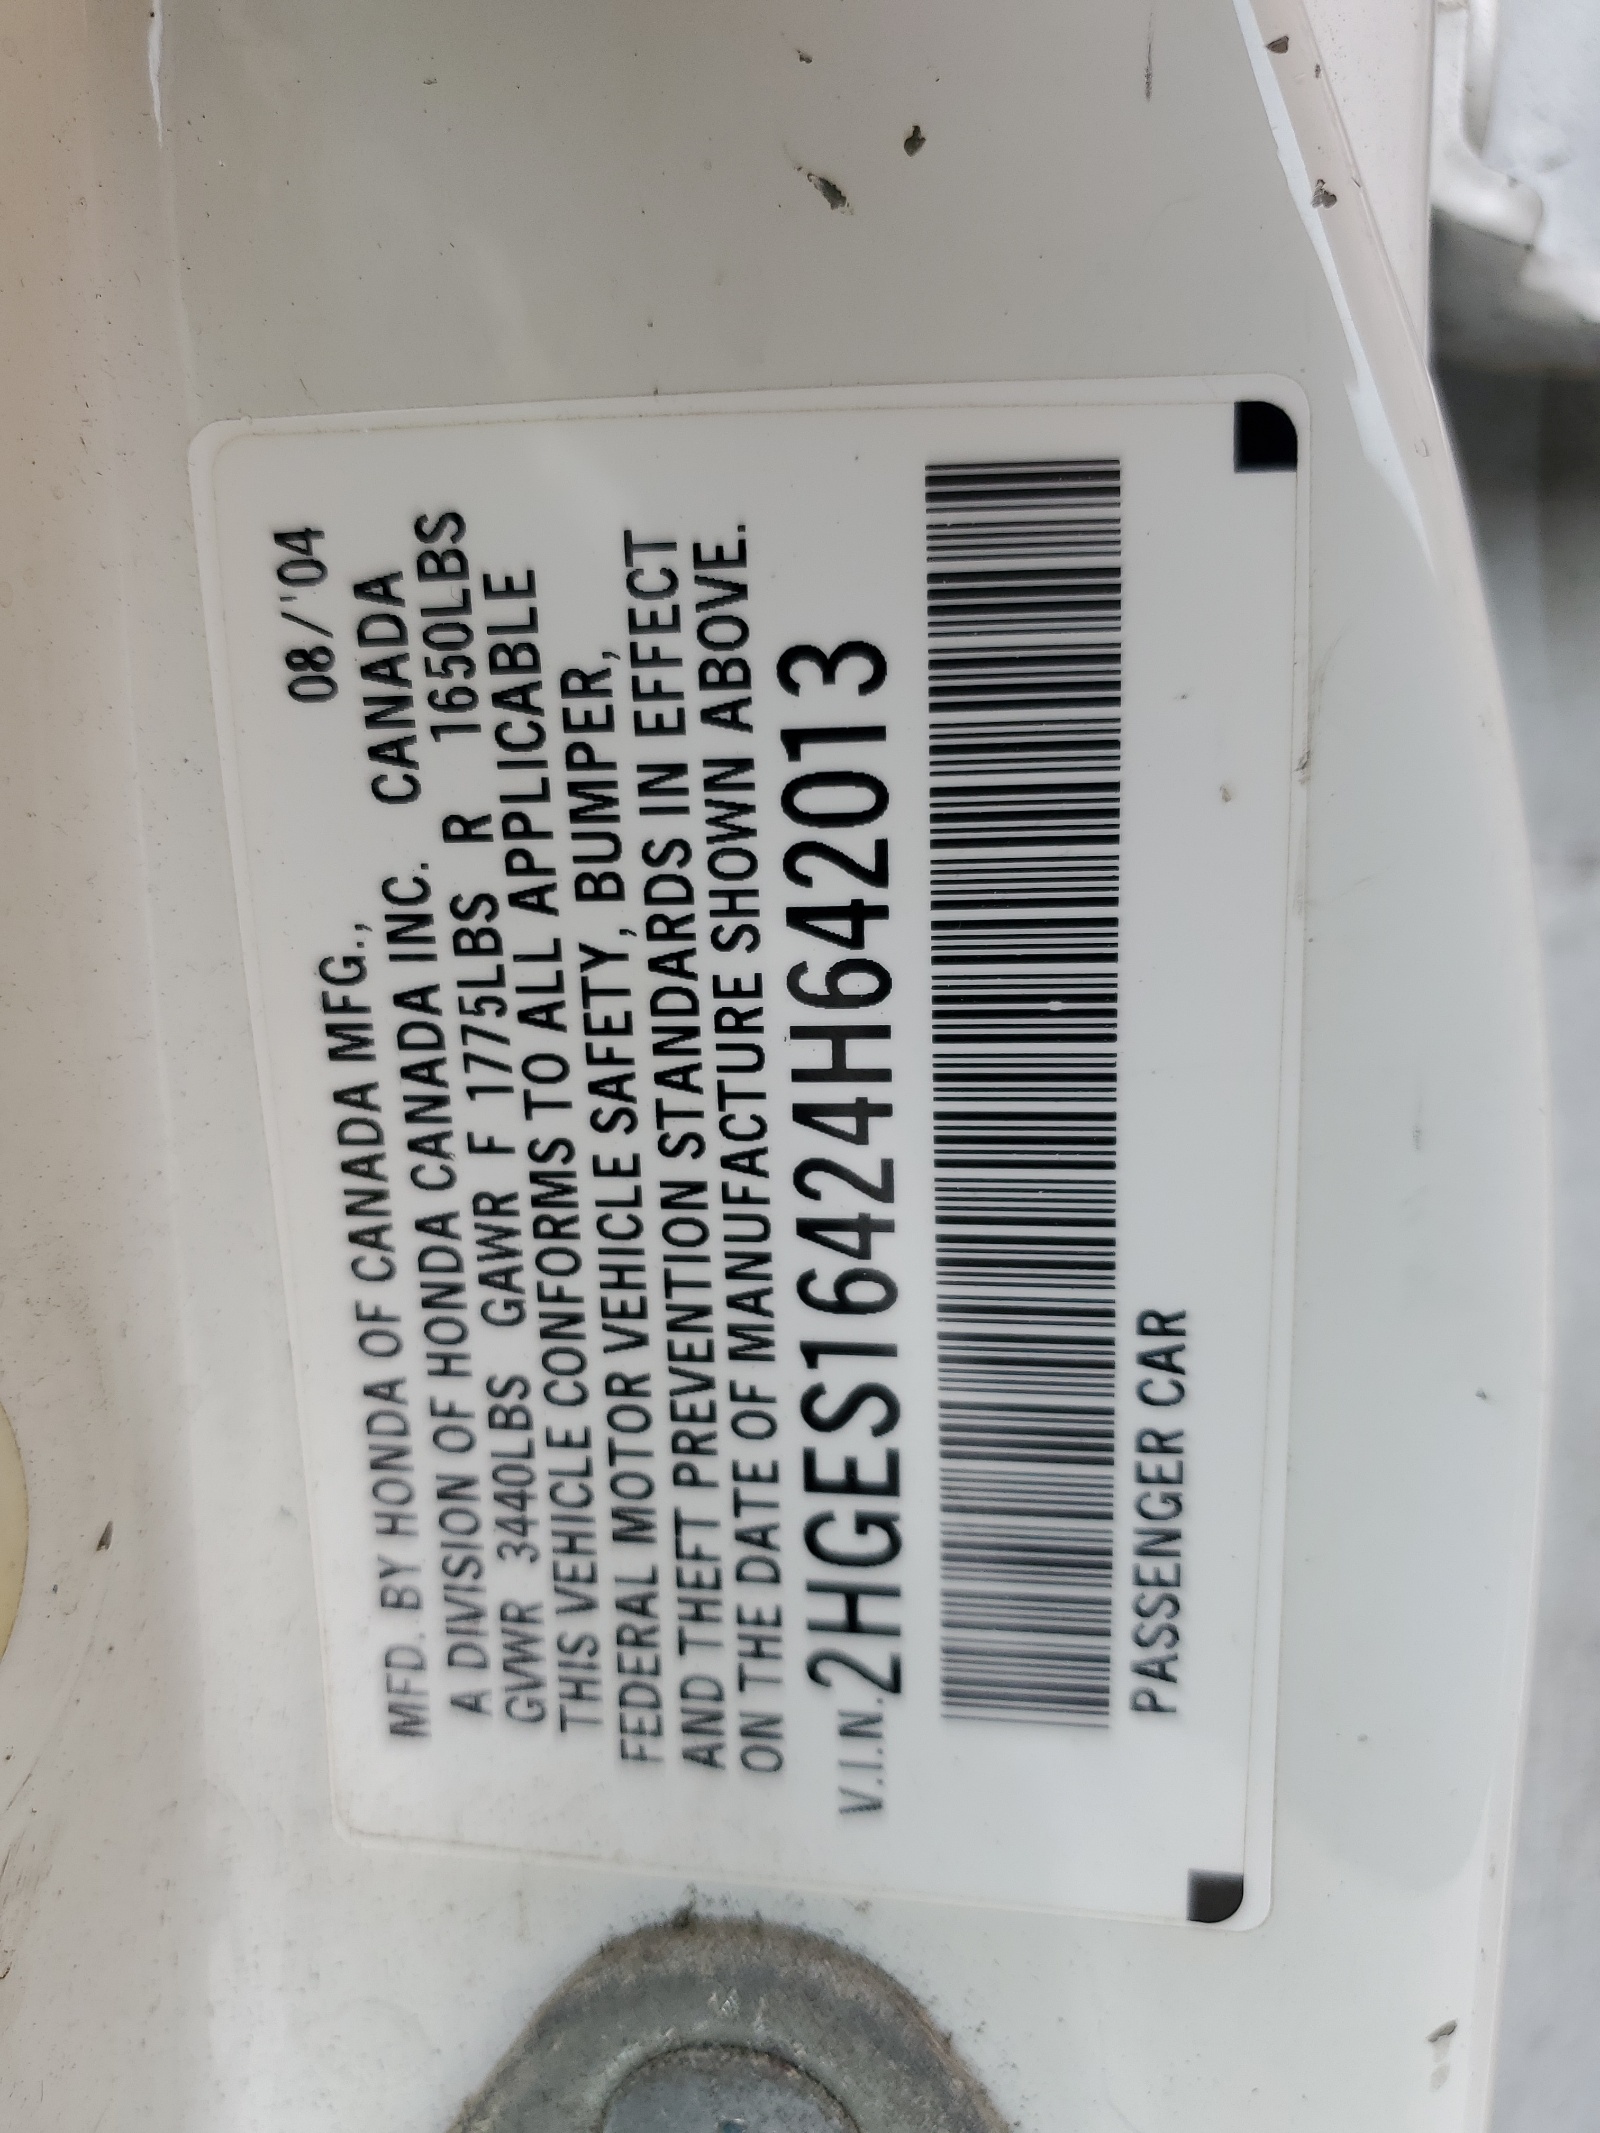 08/'04
MFD. BY HONDA OF CANADA MFG.,
A DIVISION OF HONDA CANADA INC. CANADA
GVWR 3440LBS GAWR F 1775LBS R 1650LBS
THIS VEHICLE CONFORMS TO ALL APPLICABLE
FEDERAL MOTOR VEHICLE SAFETY, BUMPER,
AND THEFT PREVENTION STANDARDS IN EFFECT
ON THE DATE OF MANUFACTURE SHOWN ABOVE.
V.I.N. 2HGES16424H642013
PASSENGER CAR